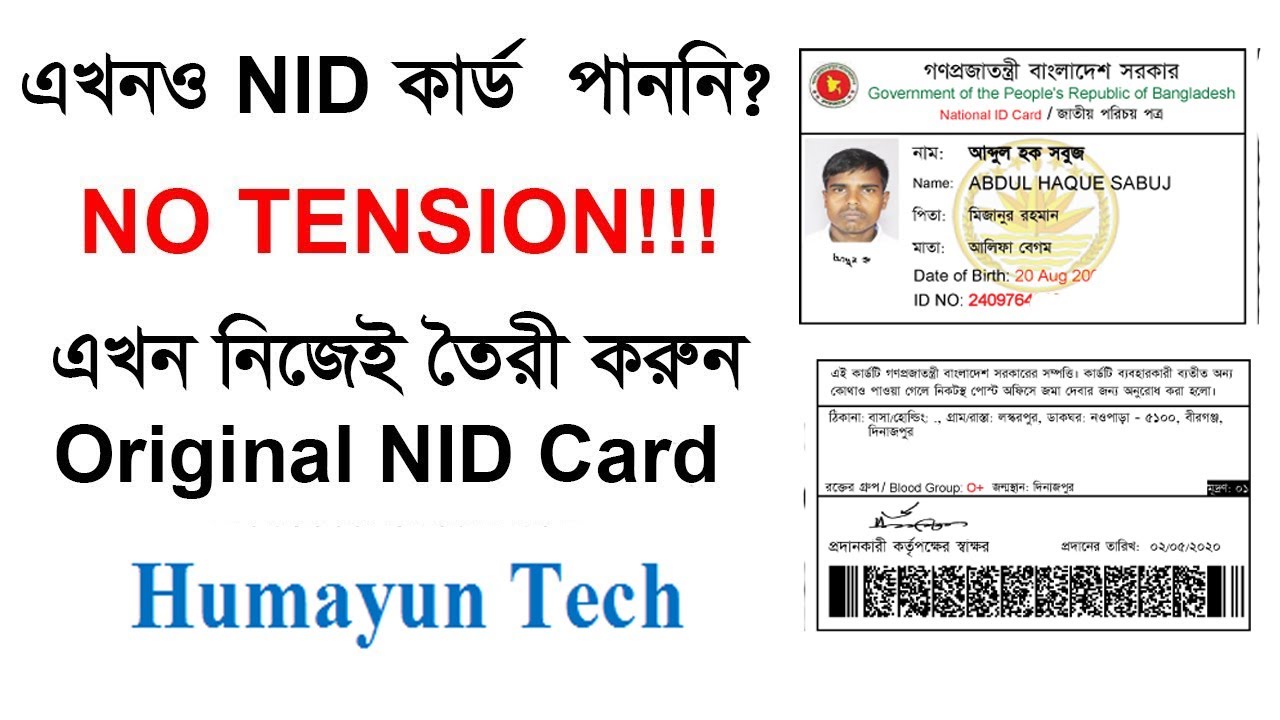 এখনও NID কার্ড পাননি?
NO TENSION!!!
এখন নিজেই তৈরী করুন
Original NID Card
Humayun Tech
গণপ্রজাতন্ত্রী বাংলাদেশ সরকার
Government of the People's Republic of Bangladesh
National ID Card / জাতীয় পরিচয় পত্র
নাম: আব্দুল হক সবুজ
Name: ABDUL HAQUE SABUJ
পিতা: মিজানুর রহমান
মাতা: আলিফা বেগম
Date of Birth: 20 Aug
ID NO: 2409764
এই কার্ডটি গণপ্রজাতন্ত্রী বাংলাদেশ সরকারের সম্পত্তি। কার্ডটি ব্যবহারকারী ব্যতীত অন্য
কোথাও পাওয়া গেলে নিকটস্থ পোস্ট অফিসে জমা দেবার জন্য অনুরোধ করা হলো।
ঠিকানা: বাসা/হোল্ডিং: ., গ্রাম/রাস্তা: লস্করপুর, ডাকঘর: নওপাড়া - ৫১০০, বীরগঞ্জ,
দিনাজপুর
রক্তের গ্রুপ / Blood Group: O+ জন্মস্থান: দিনাজপুর মূদ্রণ: ০১
প্রদানকারী কর্তৃপক্ষের স্বাক্ষর প্রদানের তারিখ: ০২/০৫/২০২০